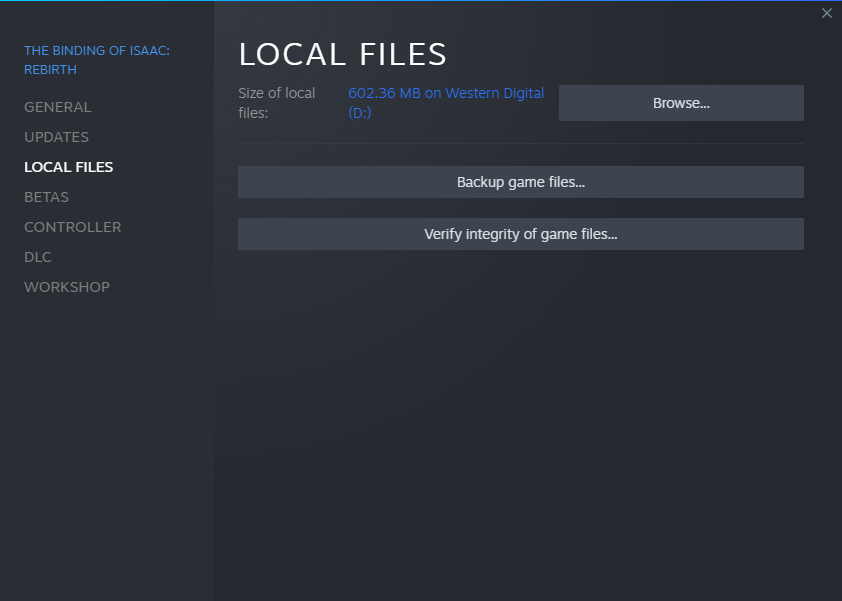 THE BINDING OF ISAAC:
REBIRTH
GENERAL
UPDATES
LOCAL FILES
BETAS
CONTROLLER
DLC
WORKSHOP
LOCAL FILES
Size of local
files:
602.36 MB on Western Digital
(D:)
Browse...
Backup game files...
Verify integrity of game files...